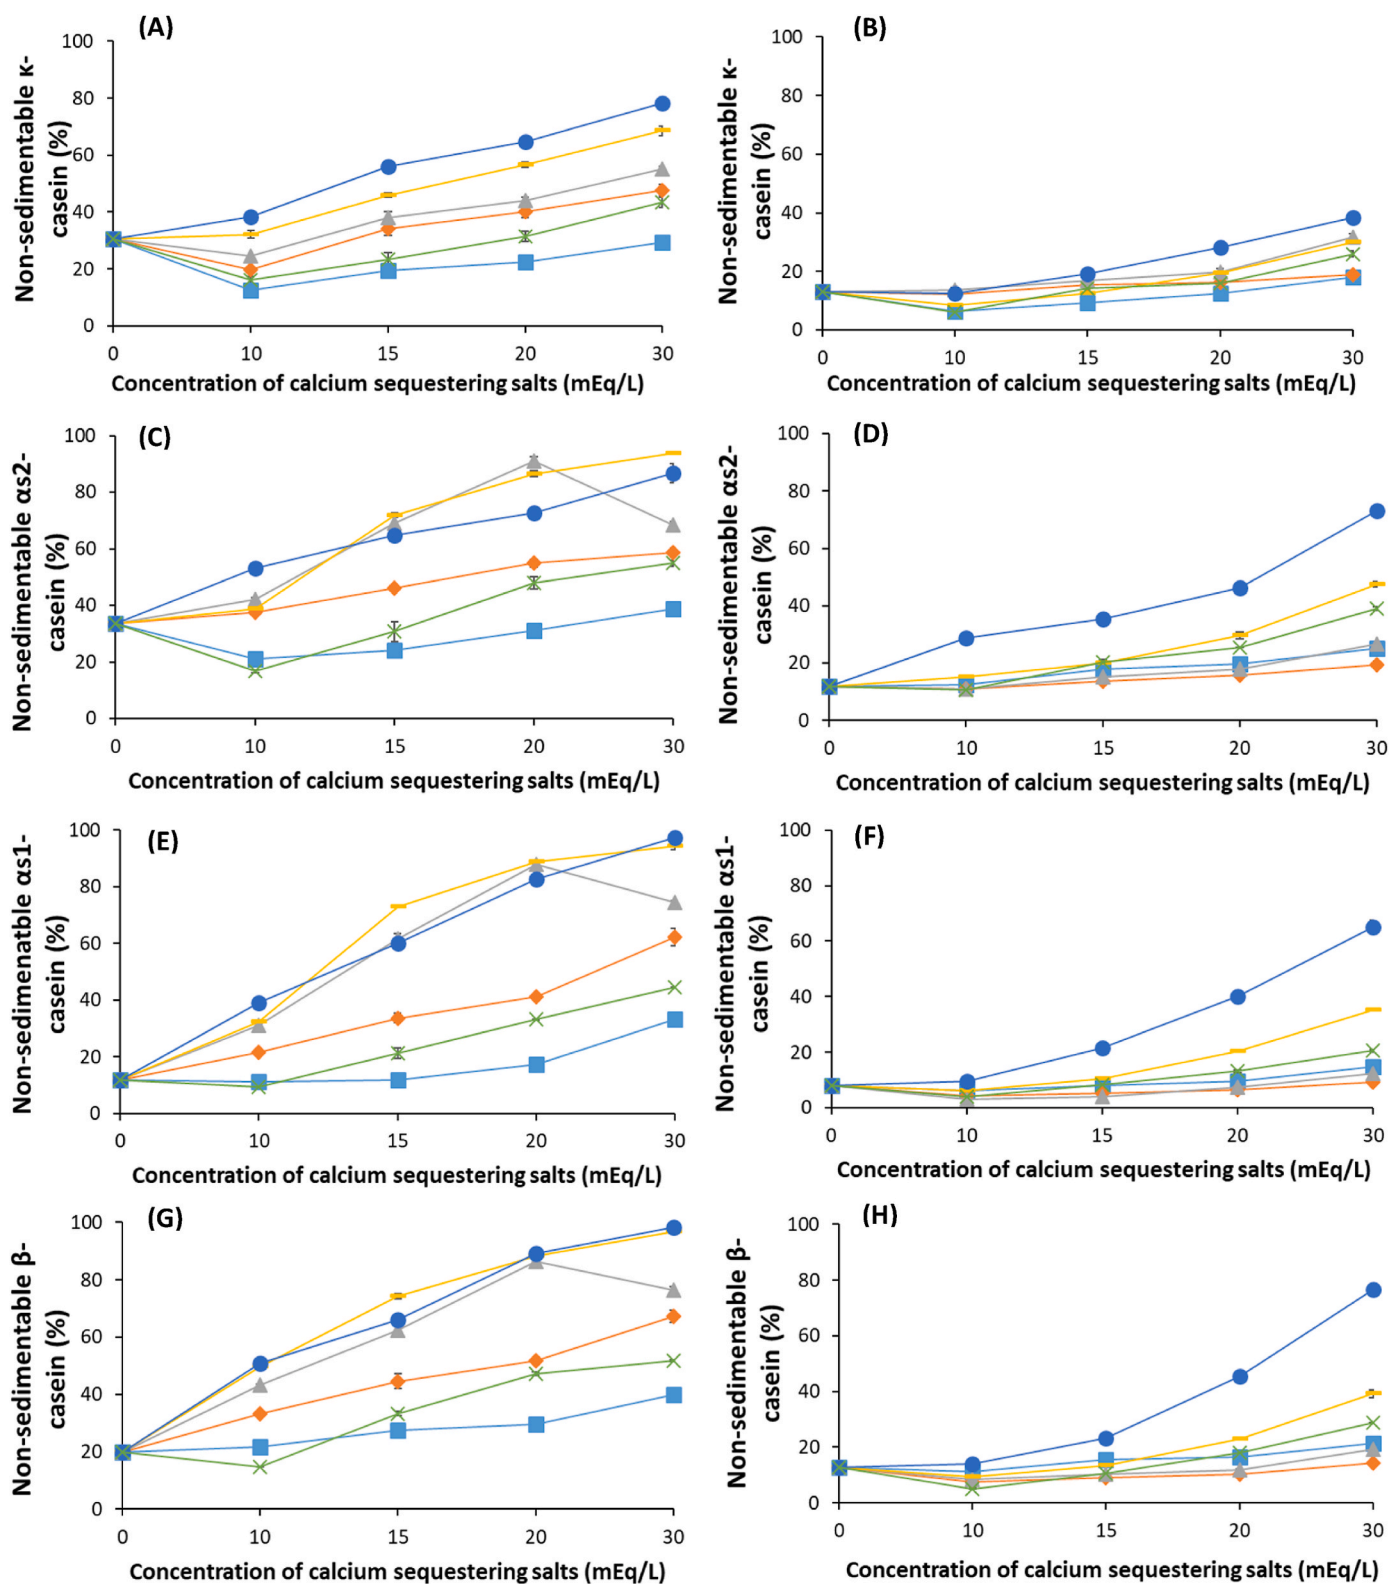 (A)
Non-sedimentable κ-
casein (%)
100
80
60
40
20
0
0 10 15 20 30
Concentration of calcium sequestering salts (mEq/L)
(B)
Non-sedimentable κ-
casein (%)
100
80
60
40
20
0
0 10 15 20 30
Concentration of calcium sequestering salts (mEq/L)
(C)
Non-sedimentable αs2-
casein (%)
100
80
60
40
20
0
0 10 15 20 30
Concentration of calcium sequestering salts (mEq/L)
(D)
Non-sedimentable αs2-
casein (%)
100
80
60
40
20
0
0 10 15 20 30
Concentration of calcium sequestering salts (mEq/L)
(E)
Non-sedimenatble αs1-
casein (%)
100
80
60
40
20
0
0 10 15 20 30
Concentration of calcium sequestering salts (mEq/L)
(F)
Non-sedimentable αs1-
casein (%)
100
80
60
40
20
0
0 10 15 20 30
Concentration of calcium sequestering salts (mEq/L)
(G)
Non-sedimentable β-
casein (%)
100
80
60
40
20
0
0 10 15 20 30
Concentration of calcium sequestering salts (mEq/L)
(H)
Non-sedimentable β-
casein (%)
100
80
60
40
20
0
0 10 15 20 30
Concentration of calcium sequestering salts (mEq/L)